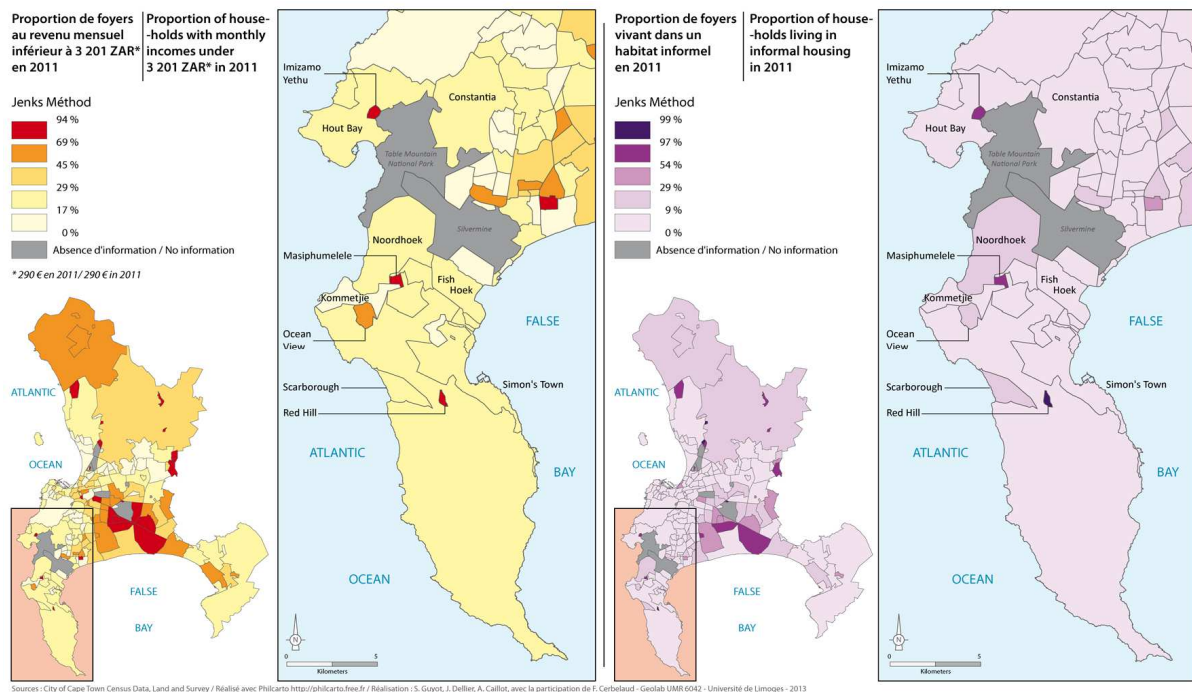 Proportion de foyers
au revenu mensuel
inférieur à 3 201 ZAR*
en 2011
Proportion of house-
-holds with monthly
incomes under
3 201 ZAR* in 2011
Jenks Méthod
94 %
69 %
45 %
29 %
17 %
0 %
Absence d'information / No information
* 290 € en 2011/ 290 € in 2011
ATLANTIC
OCEAN
FALSE
BAY
Imizamo
Yethu
Constantia
Hout Bay
Table Mountain
National Park
Silvermine
Noordhoek
Masiphumelele
Fish
Hoek
Kommetjie
FALSE
Ocean
View
Scarborough
Simon's Town
Red Hill
ATLANTIC
BAY
OCEAN
N
0
5
Kilometers
Proportion de foyers
vivant dans un
habitat informel
en 2011
Proportion of house-
-holds living in
informal housing
in 2011
Jenks Méthod
99 %
97 %
54 %
29 %
9 %
0 %
Absence d'information / No information
ATLANTIC
OCEAN
FALSE
BAY
Imizamo
Yethu
Constantia
Hout Bay
Table Mountain
National Park
Silvermine
Noordhoek
Masiphumelele
Fish
Hoek
Kommetjie
FALSE
Ocean
View
Scarborough
Simon's Town
Red Hill
ATLANTIC
BAY
OCEAN
N
0
5
Kilometers
Sources : City of Cape Town Census Data, Land and Survey / Réalisé avec Philcarto http://philcarto.free.fr / Réalisation : S. Guyot, J. Dellier, A. Caillot, avec la participation de F. Cerbelaud - Geolab UMR 6042 - Université de Limoges - 2013